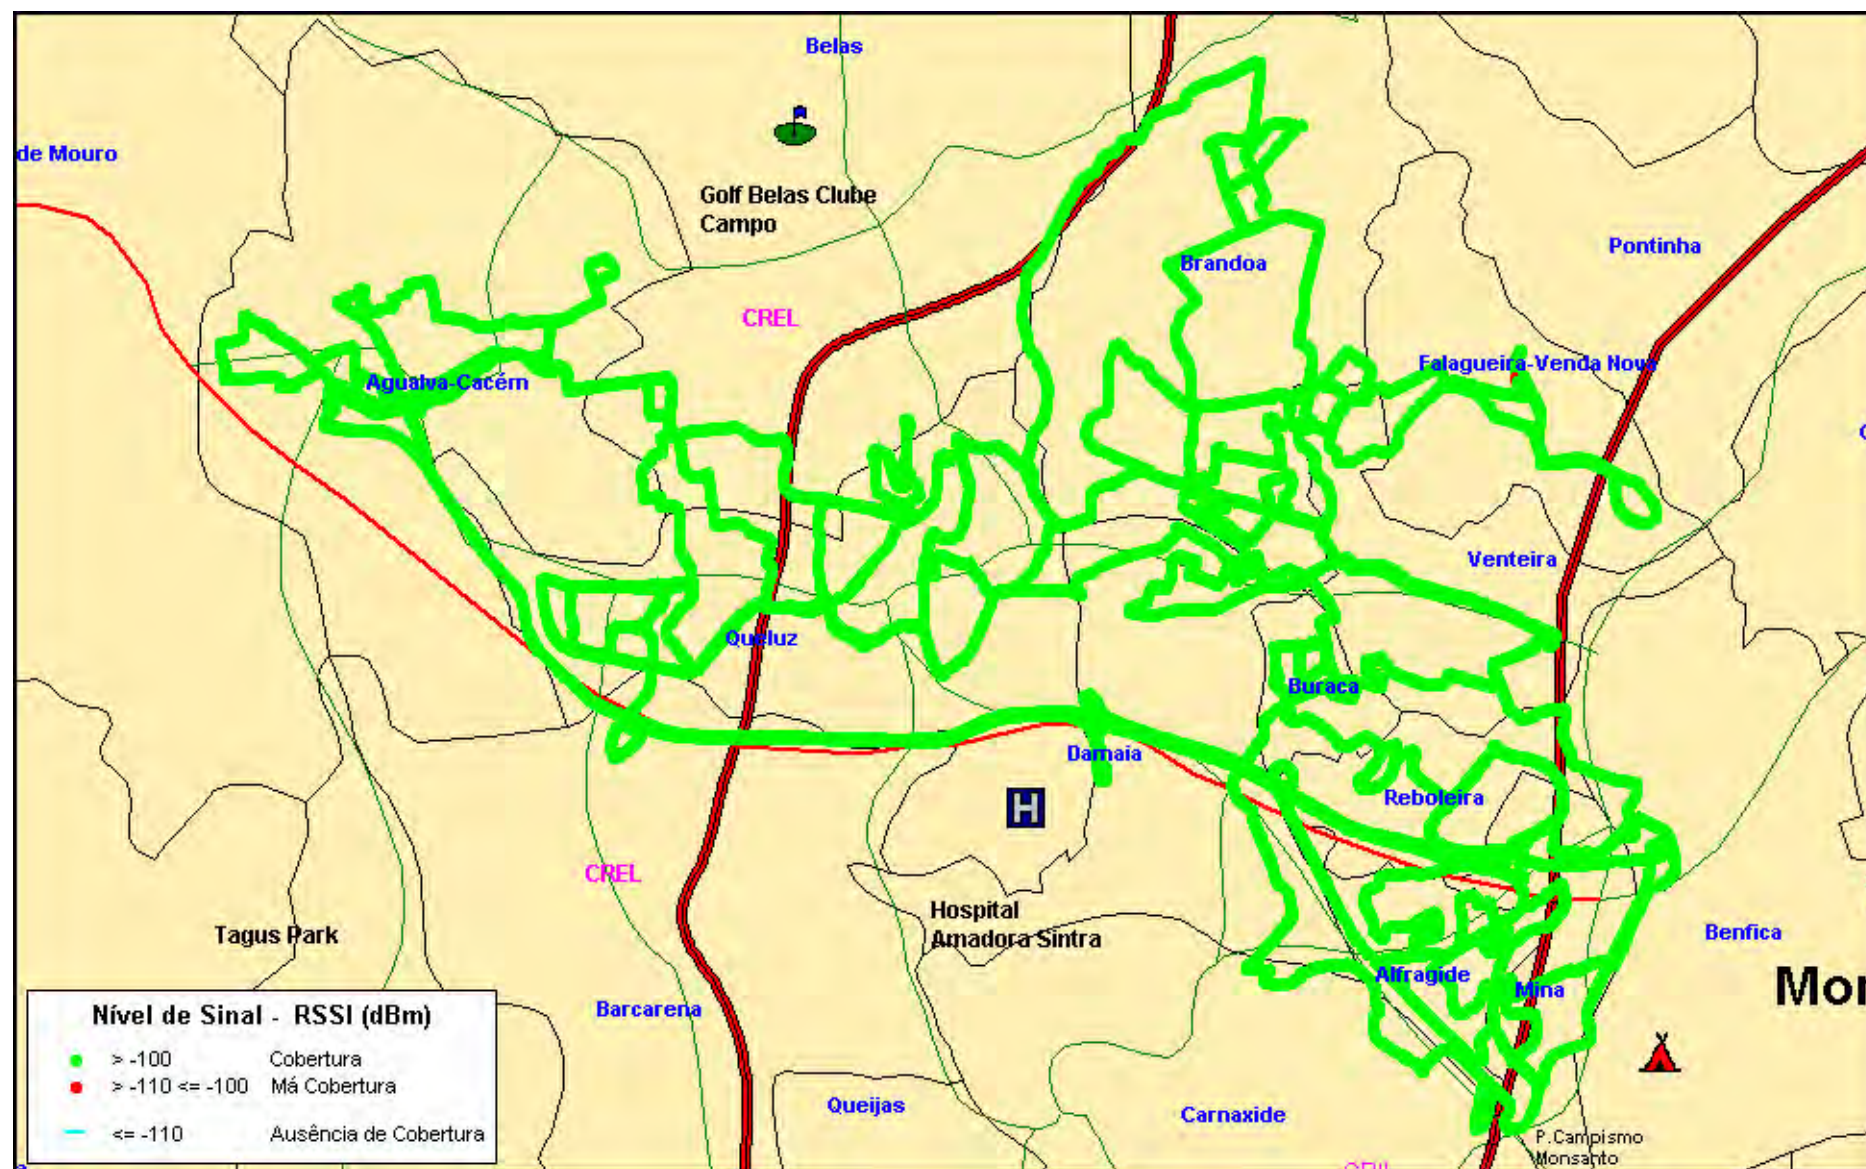 Belas
de Mouro
Golf Belas Clube
Campo
Pontinha
Brandoa
CREL
Falagueira-Venda Nova
Agualva-Cacém
Venteira
Queluz
Buraca
Damaia
Reboleira
H
CREL
Hospital
Amadora Sintra
Tagus Park
Benfica
Alfragide
Mina
Mon
Barcarena
Queijas
Carnaxide
P.Campismo
Monsanto
Nível de Sinal - RSSI (dBm)
> -100 Cobertura
> -110 <= -100 Má Cobertura
<= -110 Ausência de Cobertura